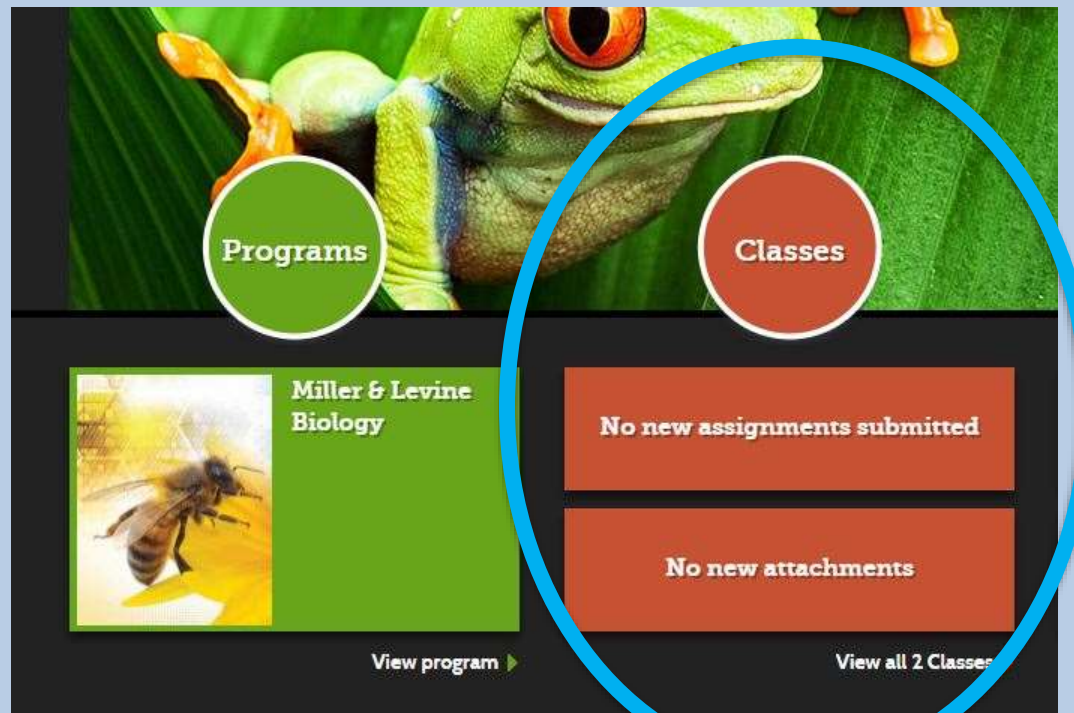 Programs
Classes
Miller & Levine
Biology
No new assignments submitted
No new attachments
View program
View all 2 Classes